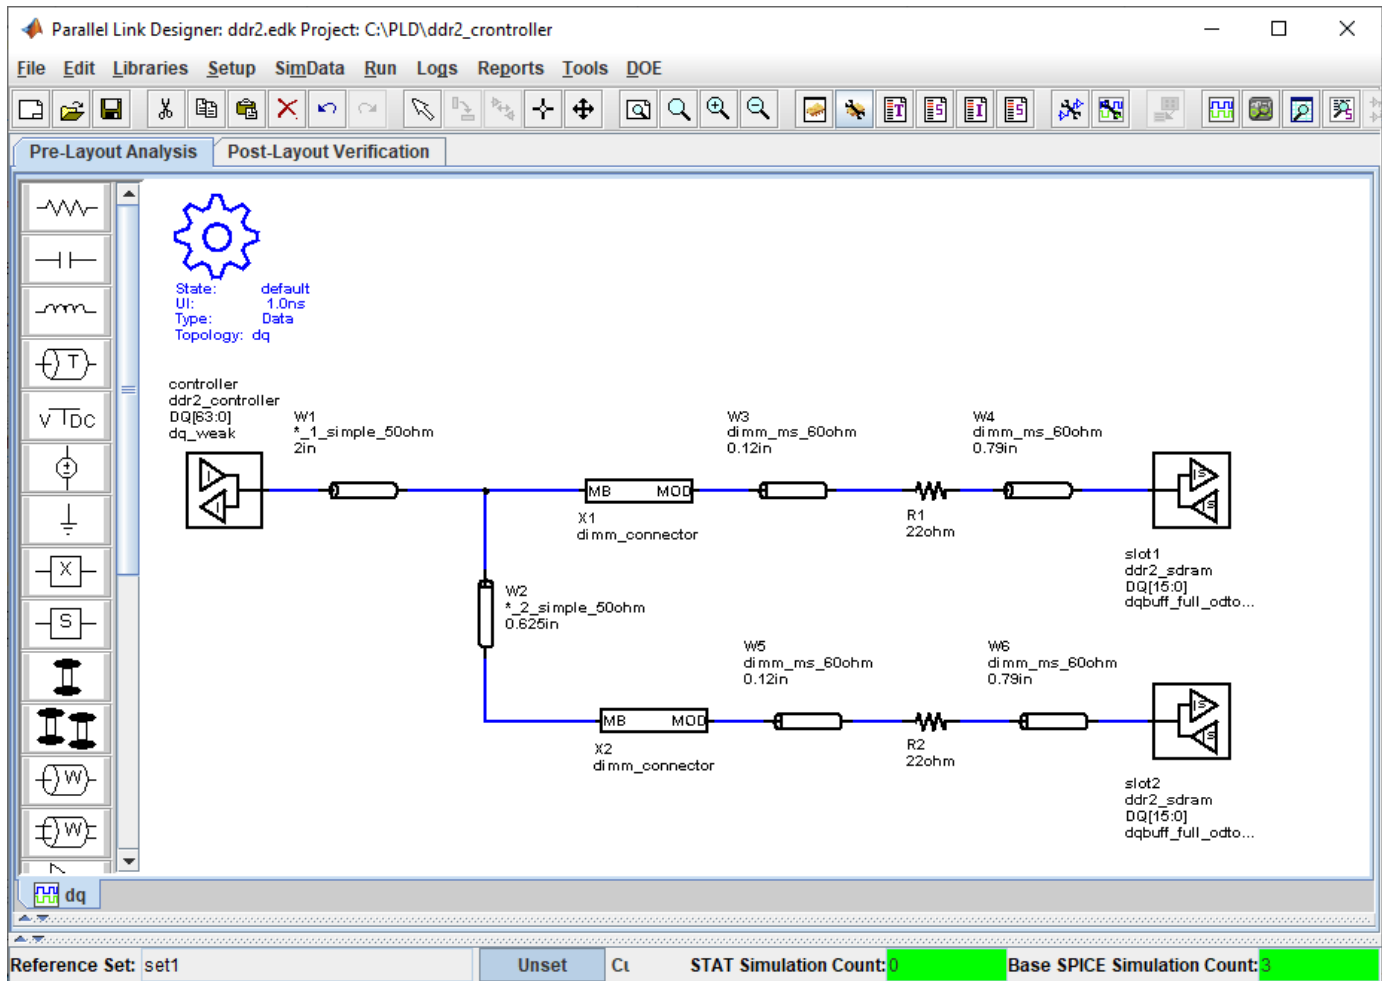 Parallel Link Designer: ddr2.edk Project: C:\PLD\ddr2_crontroller
File Edit Libraries Setup SimData Run Logs Reports Tools DOE
Pre-Layout Analysis Post-Layout Verification
State: default
UI: 1.0ns
Type: Data
Topology: dq
controller
ddr2_controller
DQ[63:0]
dq_weak
W1
*_1_simple_50ohm
2in
W3
dimm_ms_60ohm
0.12in
W4
dimm_ms_60ohm
0.79in
MB MOD
X1
dimm_connector
R1
22ohm
slot1
ddr2_sdram
DQ[15:0]
dqbuff_full_odto...
W2
*_2_simple_50ohm
0.625in
W5
dimm_ms_60ohm
0.12in
W6
dimm_ms_60ohm
0.79in
MB MOD
X2
dimm_connector
R2
22ohm
slot2
ddr2_sdram
DQ[15:0]
dqbuff_full_odto...
T
V DC
X
S
W
W
dq
Reference Set: set1 Unset STAT Simulation Count: 0 Base SPICE Simulation Count: 3